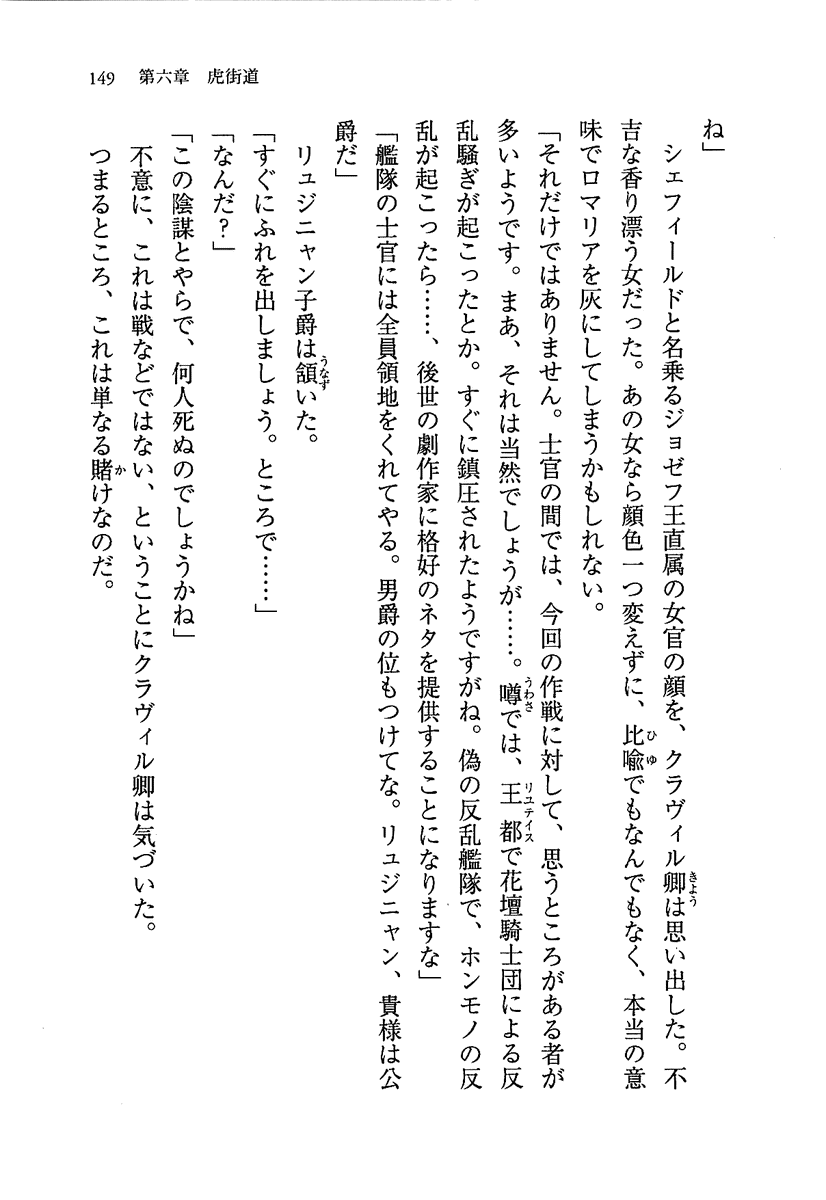 149　第六章　虎街道
ね」
　シェフィールドと名乗るジョゼフ王直属の女官の顔を、クラヴィル卿は思い出した。不
吉な香り漂う女だった。あの女なら顔色一つ変えずに、比喩でもなんでもなく、本当の意
味でロマリアを灰にしてしまうかもしれない。
「それだけではありません。士官の間では、今回の作戦に対して、思うところがある者が
多いようです。まあ、それは当然でしょうが……。噂では、王都で花壇騎士団による反
乱騒ぎが起こったとか。すぐに鎮圧されたようですがね。偽の反乱艦隊で、ホンモノの反
乱が起こったら……、後世の劇作家に格好のネタを提供することになりますな」
「艦隊の士官には全員領地をくれてやる。男爵の位もつけてな。リュジニャン、貴様は公
爵だ」
　リュジニャン子爵は頷いた。
「すぐにふれを出しましょう。ところで……」
「なんだ？」
「この陰謀とやらで、何人死ぬのでしょうかね」
　不意に、これは戦などではない、ということにクラヴィル卿は気づいた。
　つまるところ、これは単なる賭けなのだ。